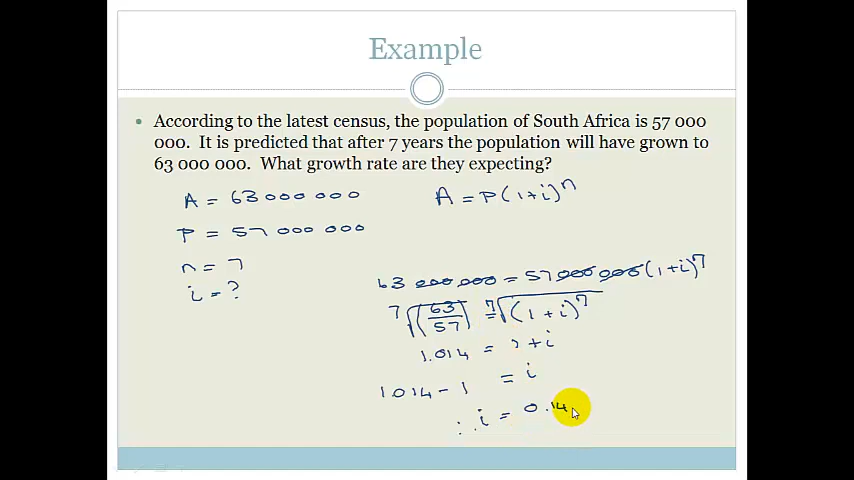 Example
According to the latest census, the population of South Africa is 57 000
000. It is predicted that after 7 years the population will have grown to
63 000 000. What growth rate are they expecting?
A = 63 000 000
A = P(1+i)^n
P = 57 000 000
n = 7
i = ?
63 000 000 = 57 000 000 (1+i)^7
7√(63/57) = 7√(1+i)^7
1.014 = 1+i
1.014 - 1 = i
∴ i = 0.14